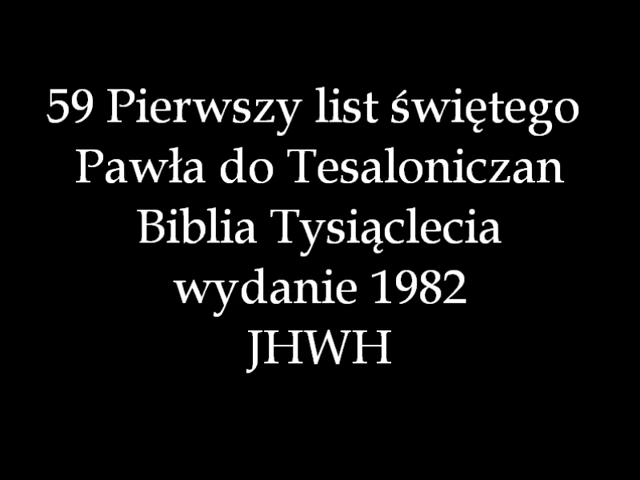 59 Pierwszy list świętego
Pawła do Tesaloniczan
Biblia Tysiąclecia
wydanie 1982
JHWH